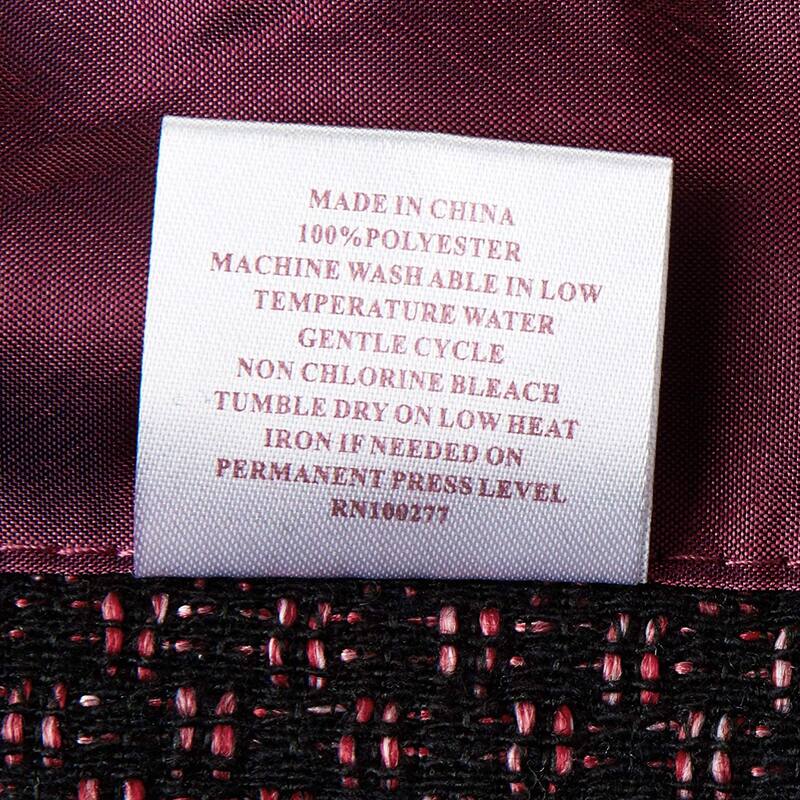 MADE IN CHINA
100%POLYESTER
MACHINE WASH ABLE IN LOW
TEMPERATURE WATER
GENTLE CYCLE
NON CHLORINE BLEACH
TUMBLE DRY ON LOW HEAT
IRON IF NEEDED ON
PERMANENT PRESS LEVEL
RN100277